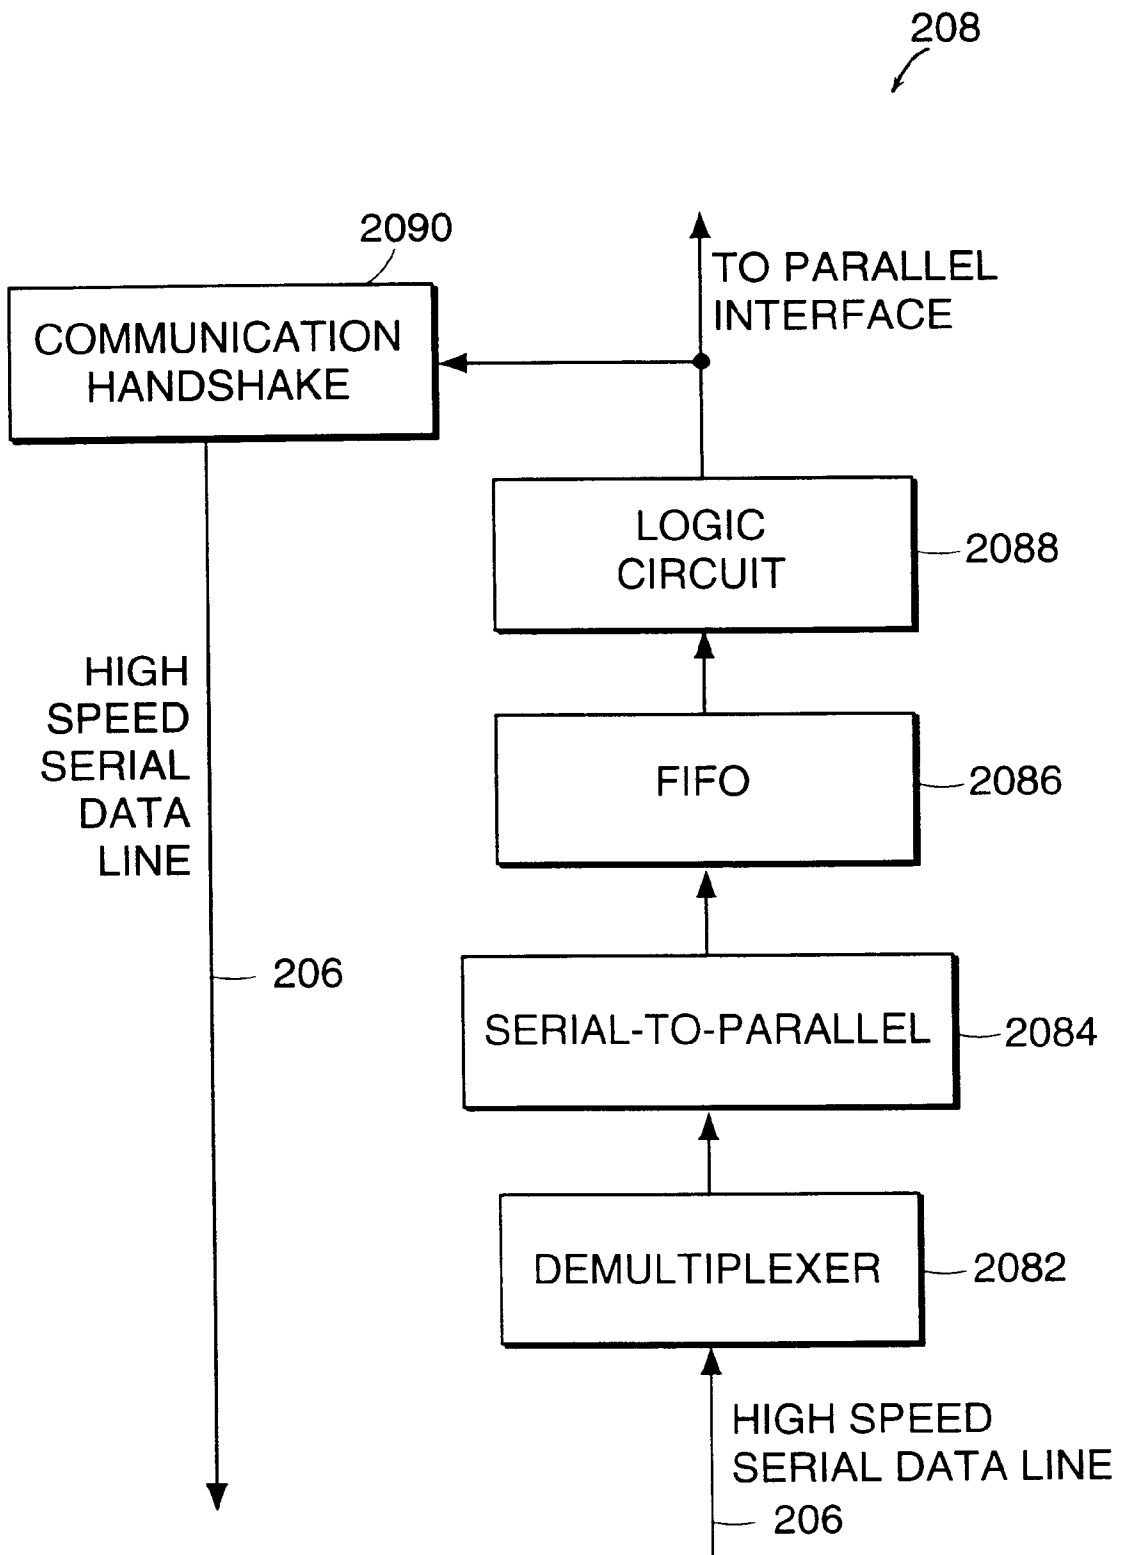 208
2090
TO PARALLEL
INTERFACE
COMMUNICATION
HANDSHAKE
LOGIC
CIRCUIT
2088
HIGH
SPEED
SERIAL
DATA
LINE
FIFO
2086
206
SERIAL-TO-PARALLEL
2084
DEMULTIPLEXER
2082
HIGH SPEED
SERIAL DATA LINE
206